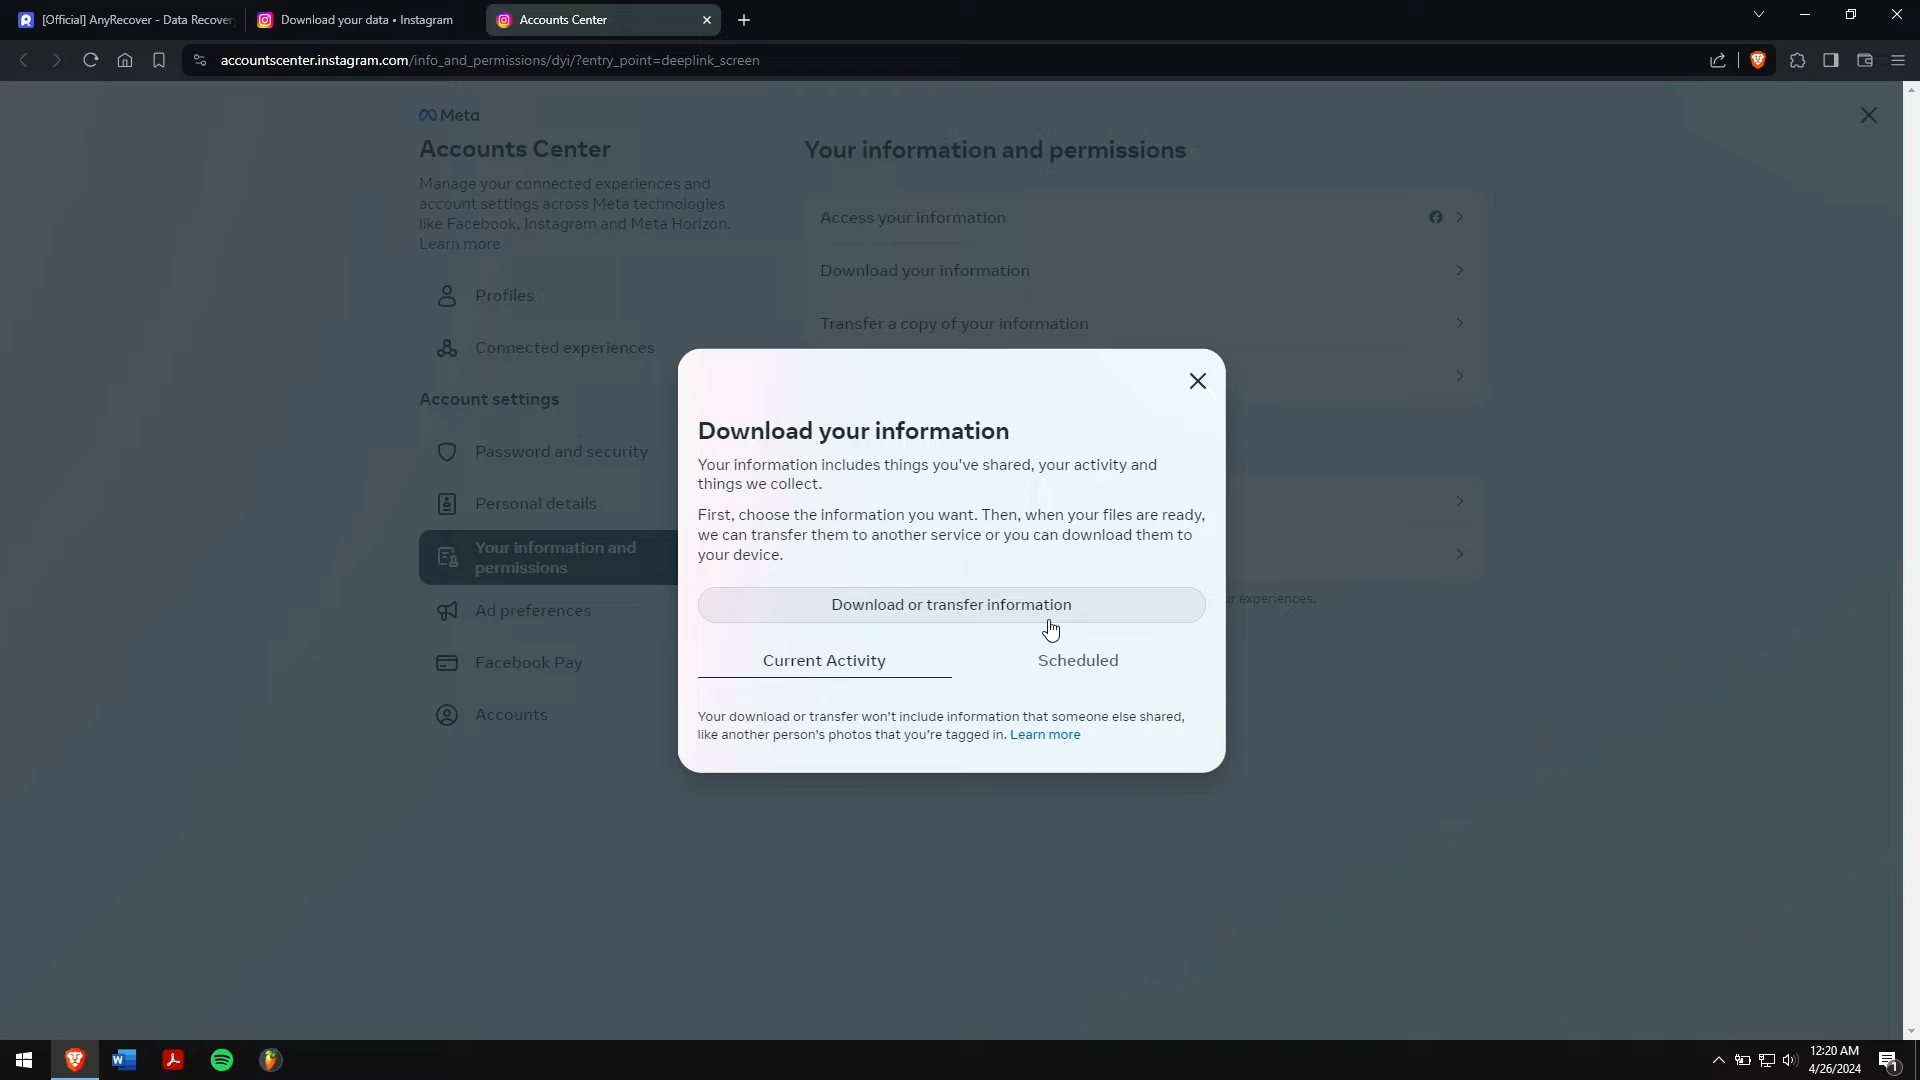 [Official] AnyRecover - Data Recovery
Download your data • Instagram
Accounts Center
accountscenter.instagram.com/info_and_permissions/dyi/?entry_point=deeplink_screen
Meta
Accounts Center
Manage your connected experiences and
account settings across Meta technologies
like Facebook, Instagram and Meta Horizon.
Learn more
Profiles
Connected experiences
Account settings
Password and security
Personal details
Your information and
permissions
Ad preferences
Facebook Pay
Accounts
Your information and permissions
Access your information
Download your information
Transfer a copy of your information
experiences.
Download your information
Your information includes things you've shared, your activity and
things we collect.
First, choose the information you want. Then, when your files are ready,
we can transfer them to another service or you can download them to
your device.
Download or transfer information
Current Activity
Scheduled
Your download or transfer won't include information that someone else shared,
like another person's photos that you're tagged in. Learn more
12:20 AM
4/26/2024
1